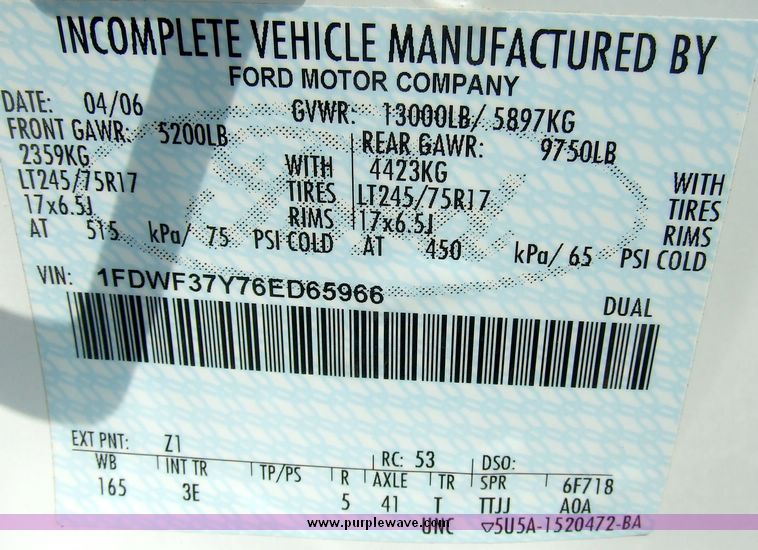 INCOMPLETE VEHICLE MANUFACTURED BY
FORD MOTOR COMPANY
DATE: 04/06 GVWR: 13000LB/ 5897KG
FRONT GAWR: 5200LB REAR GAWR: 9750LB
2359KG WITH 4423KG WITH
LT245/75R17 TIRES LT245/75R17 TIRES
17x6.5J RIMS 17x6.5J RIMS
AT 515 kPa/ 75 PSI COLD AT 450 kPa/ 65 PSI COLD
VIN: 1FDWF37Y76ED65966
DUAL
EXT PNT: Z1 RC: 53 DSO:
WB INT TR TP/PS R AXLE TR SPR 6F718
165 3E 5 41 T TTJJ A0A
www.purplewave.com
UNC ▽5U5A-1520472-BA